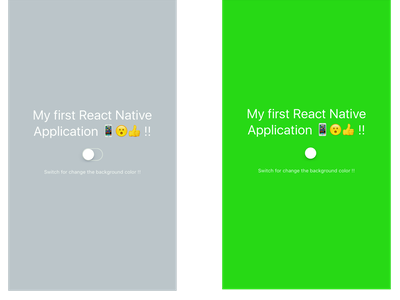 My first React Native
Application 📱😮👍 !!
Switch for change the background color !!
My first React Native
Application 📱😮👍 !!
Switch for change the background color !!